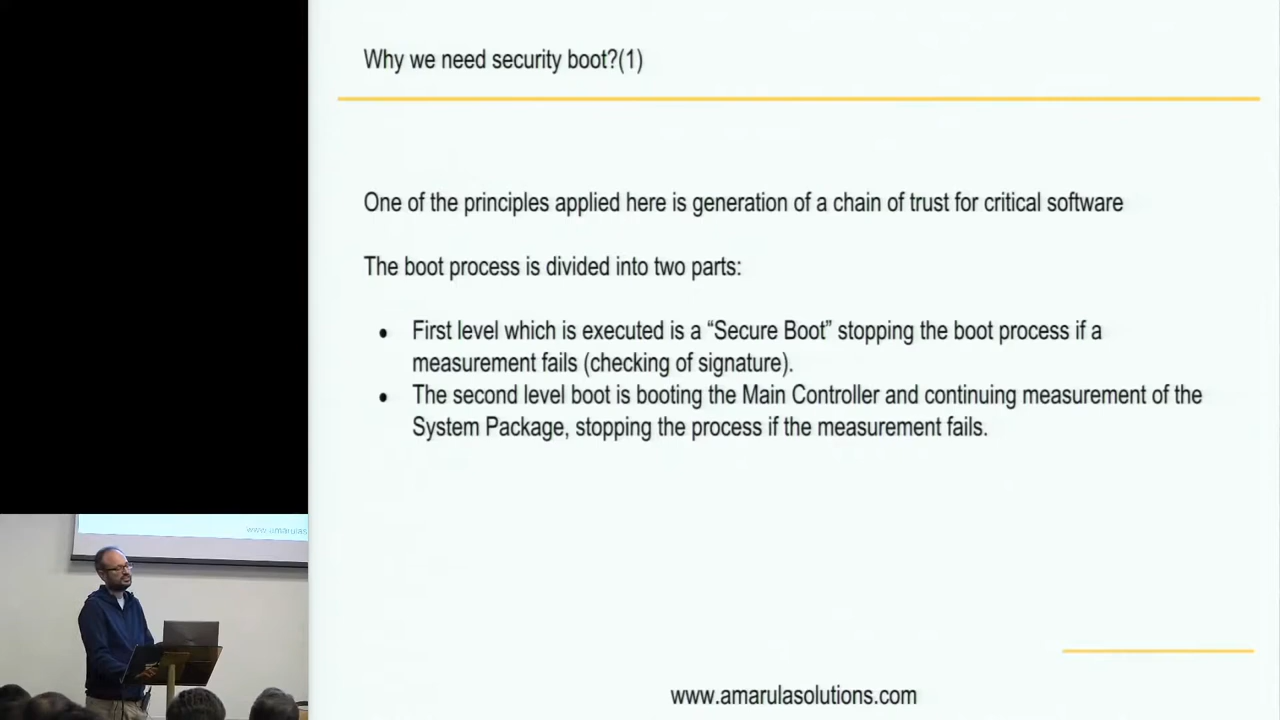 Why we need security boot?(1)
One of the principles applied here is generation of a chain of trust for critical software
The boot process is divided into two parts:
● First level which is executed is a “Secure Boot” stopping the boot process if a
measurement fails (checking of signature).
● The second level boot is booting the Main Controller and continuing measurement of the
System Package, stopping the process if the measurement fails.
www.amarulas
www.amarulasolutions.com